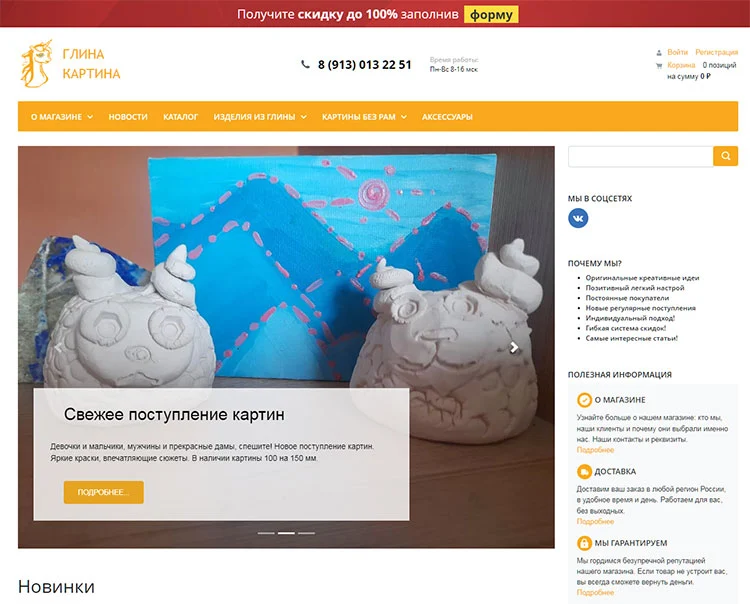 Получите скидку до 100% заполнив форму
ГЛИНА
КАРТИНА
8 (913) 013 22 51
Время работы:
Пн-Вс 8-16 мск
Войти Регистрация
Корзина 0 позиций
на сумму 0 ₽
О МАГАЗИНЕ НОВОСТИ КАТАЛОГ ИЗДЕЛИЯ ИЗ ГЛИНЫ КАРТИНЫ БЕЗ РАМ АКСЕССУАРЫ
Свежее поступление картин
Девочки и мальчики, мужчины и прекрасные дамы, спешите! Новое поступление картин.
Яркие краски, впечатляющие сюжеты. В наличии картины 100 на 150 мм.
ПОДРОБНЕЕ...
Новинки
МЫ В СОЦСЕТЯХ
ПОЧЕМУ МЫ?
Оригинальные креативные идеи
Позитивный легкий настрой
Постоянные покупатели
Новые регулярные поступления
Индивидуальный подход!
Гибкая система скидок!
Самые интересные статьи!
ПОЛЕЗНАЯ ИНФОРМАЦИЯ
О МАГАЗИНЕ
Узнайте больше о нашем магазине: кто мы,
наши клиенты и почему они выбрали именно
нас. Наши контакты и реквизиты.
Подробнее
ДОСТАВКА
Доставим ваш заказ в любой регион России,
в удобное время и день. Работаем для вас,
без выходных.
Подробнее
МЫ ГАРАНТИРУЕМ
Мы гордимся безупречной репутацией
нашего магазина. Если товар не устроит вас,
вы всегда сможете вернуть деньги.
Подробнее